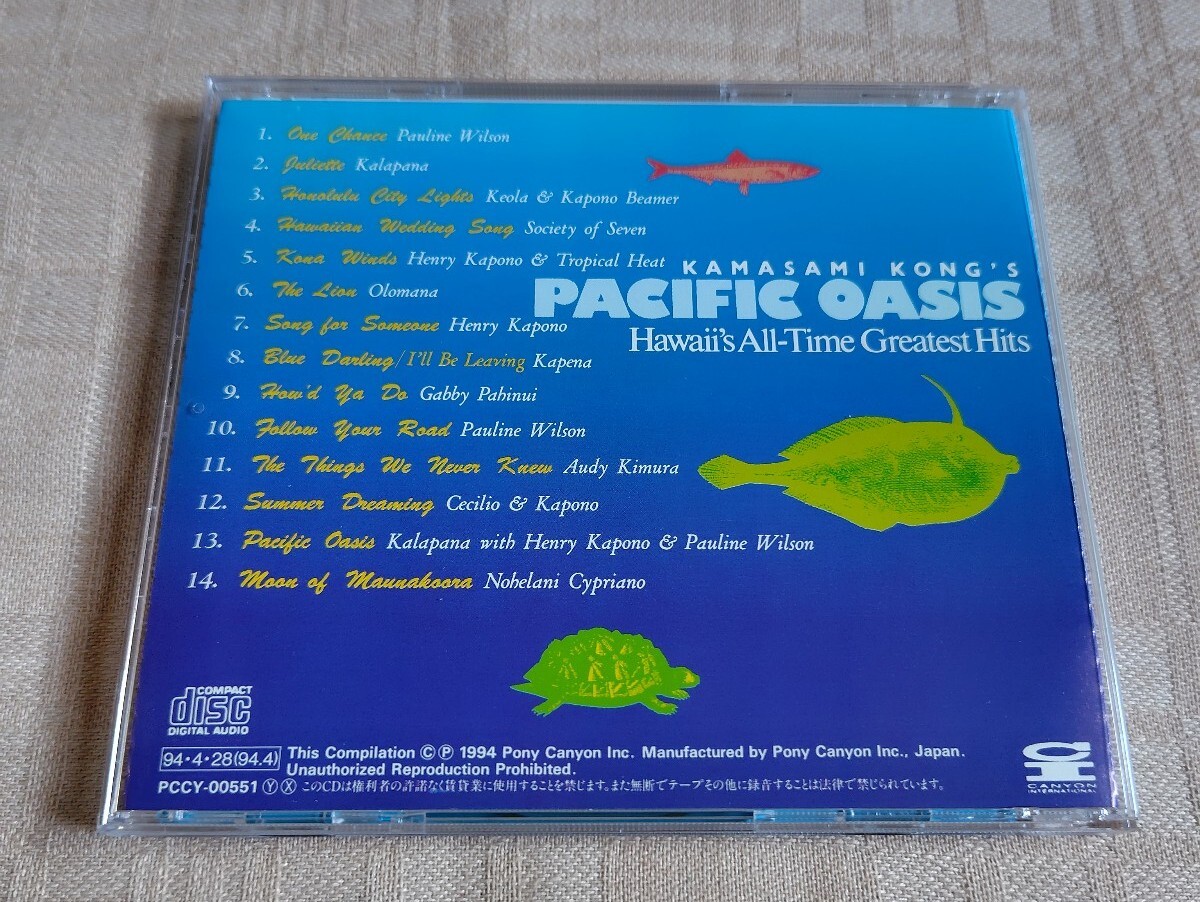 1. One Chance Pauline Wilson
2. Juliette Kalapana
3. Honolulu City Lights Keola & Kapono Beamer
4. Hawaiian Wedding Song Society of Seven
5. Kona Winds Henry Kapono & Tropical Heat
6. The Lion Olomana
7. Song for Someone Henry Kapono
8. Blue Darling/I'll Be Leaving Kapena
9. How'd Ya Do Gabby Pahinui
10. Follow Your Road Pauline Wilson
11. The Things We Never Knew Audy Kimura
12. Summer Dreaming Cecilio & Kapono
13. Pacific Oasis Kalapana with Henry Kapono & Pauline Wilson
14. Moon of Maunakoora Nohelani Cypriano
KAMASAMI KONG'S
PACIFIC OASIS
Hawaii's All-Time Greatest Hits
COMPACT
disc
DIGITAL AUDIO
94・4・28(94.4) This Compilation ©Ⓟ 1994 Pony Canyon Inc. Manufactured by Pony Canyon Inc., Japan.
Unauthorized Reproduction Prohibited.
PCCY-00551 Ⓨ Ⓧ このCDは権利者の許諾なく賃貸業に使用することを禁じます。また無断でテープその他に録音することは法律で禁じられています。
CANYON
INTERNATIONAL